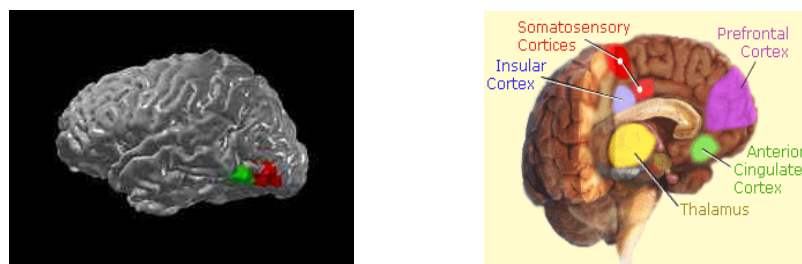 Somatosensory
Cortices
Prefrontal
Cortex
Insular
Cortex
Anterior
Cingulate
Cortex
Thalamus